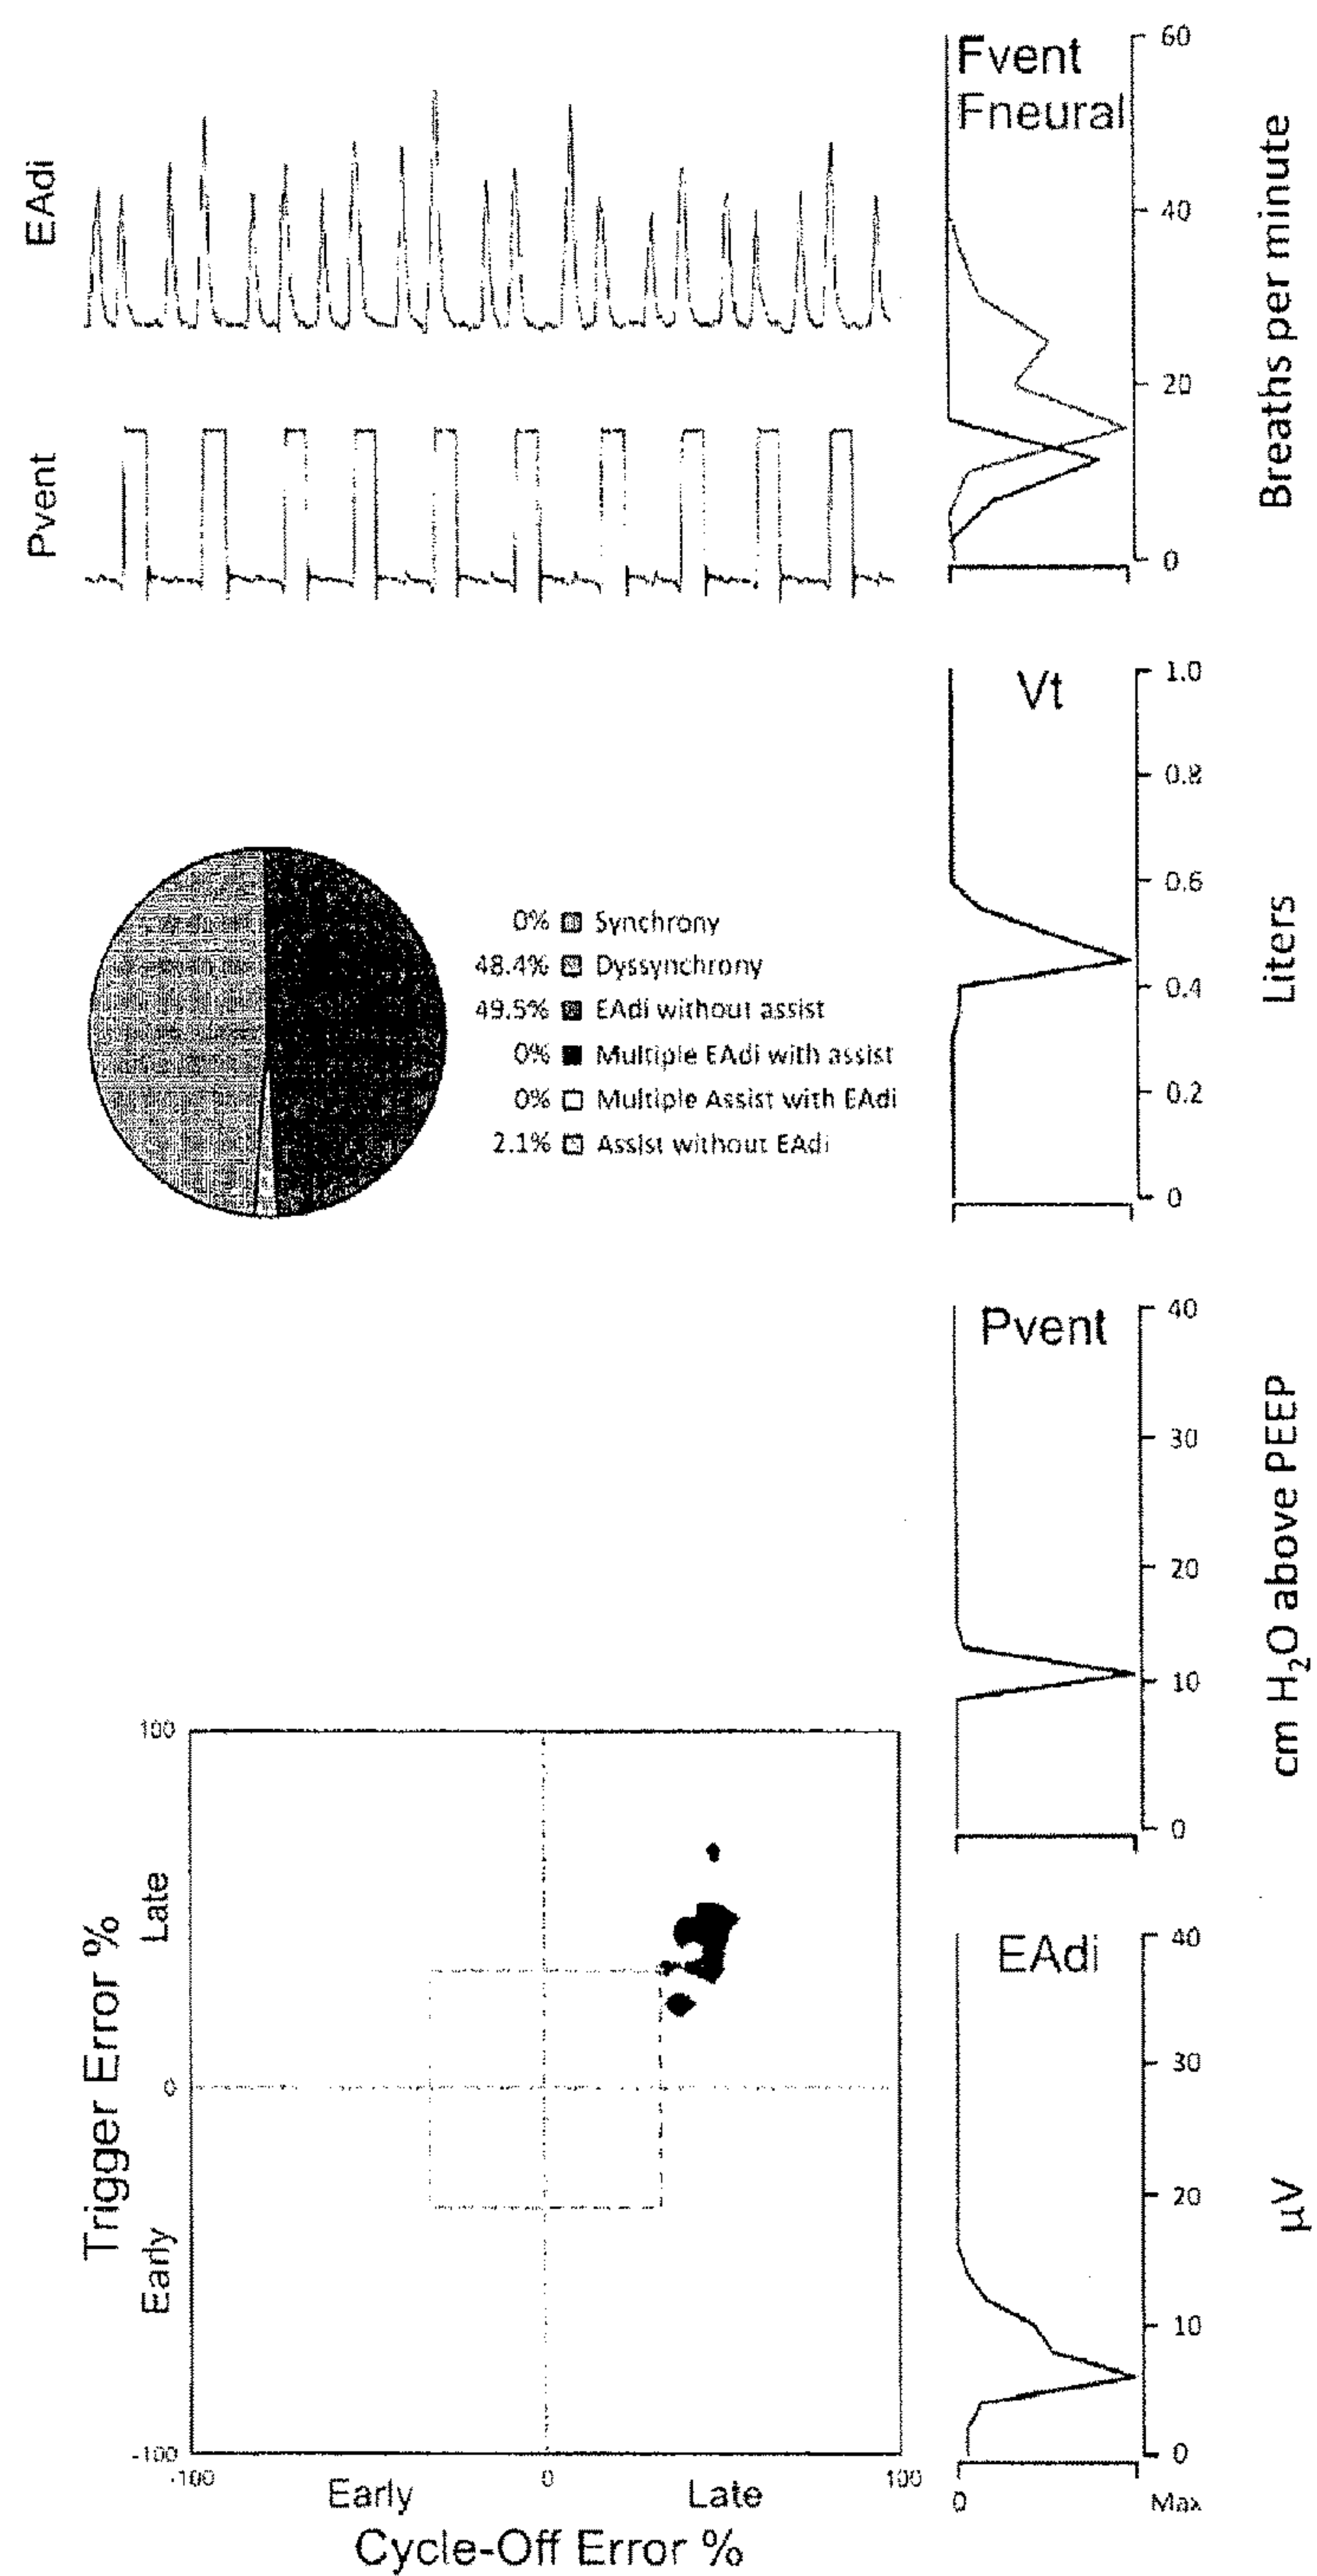 EAdi
Pvent
Fvent
Fneural
60
40
20
0
Breaths per minute
0% Synchrony
48.4% Dyssynchrony
49.5% EAdi without assist
0% Multiple EAdi with assist
0% Multiple Assist with EAdi
2.1% Assist without EAdi
Vt
1.0
0.8
0.6
0.4
0.2
0
Liters
Pvent
40
30
20
10
0
cm H₂O above PEEP
Trigger Error %
Late
Early
100
0
-100
-100
0
100
Early
Late
Cycle-Off Error %
EAdi
40
30
20
10
0
0
Max
µV